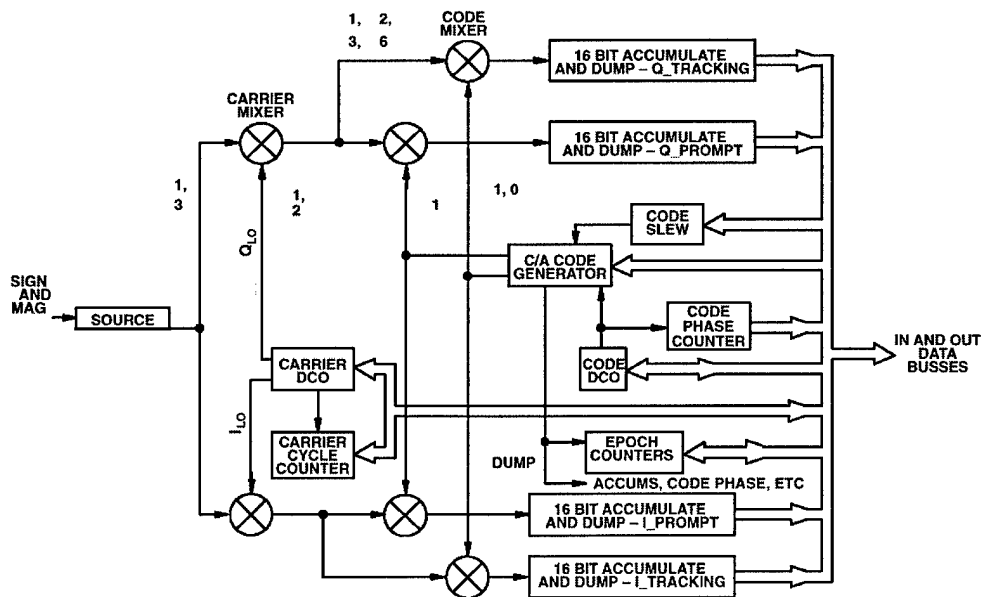 1, 2,
3, 6
CODE
MIXER
16 BIT ACCUMULATE
AND DUMP – Q_TRACKING
CARRIER
MIXER
16 BIT ACCUMULATE
AND DUMP – Q_PROMPT
1,
3
1,
2
1
1, 0
CODE
SLEW
QLO
C/A CODE
GENERATOR
SIGN
AND
MAG
SOURCE
CODE
PHASE
COUNTER
IN AND OUT
DATA
BUSSES
CARRIER
DCO
CODE
DCO
ILO
CARRIER
CYCLE
COUNTER
EPOCH
COUNTERS
DUMP
ACCUMS, CODE PHASE, ETC
16 BIT ACCUMULATE
AND DUMP – I_PROMPT
16 BIT ACCUMULATE
AND DUMP – I_TRACKING